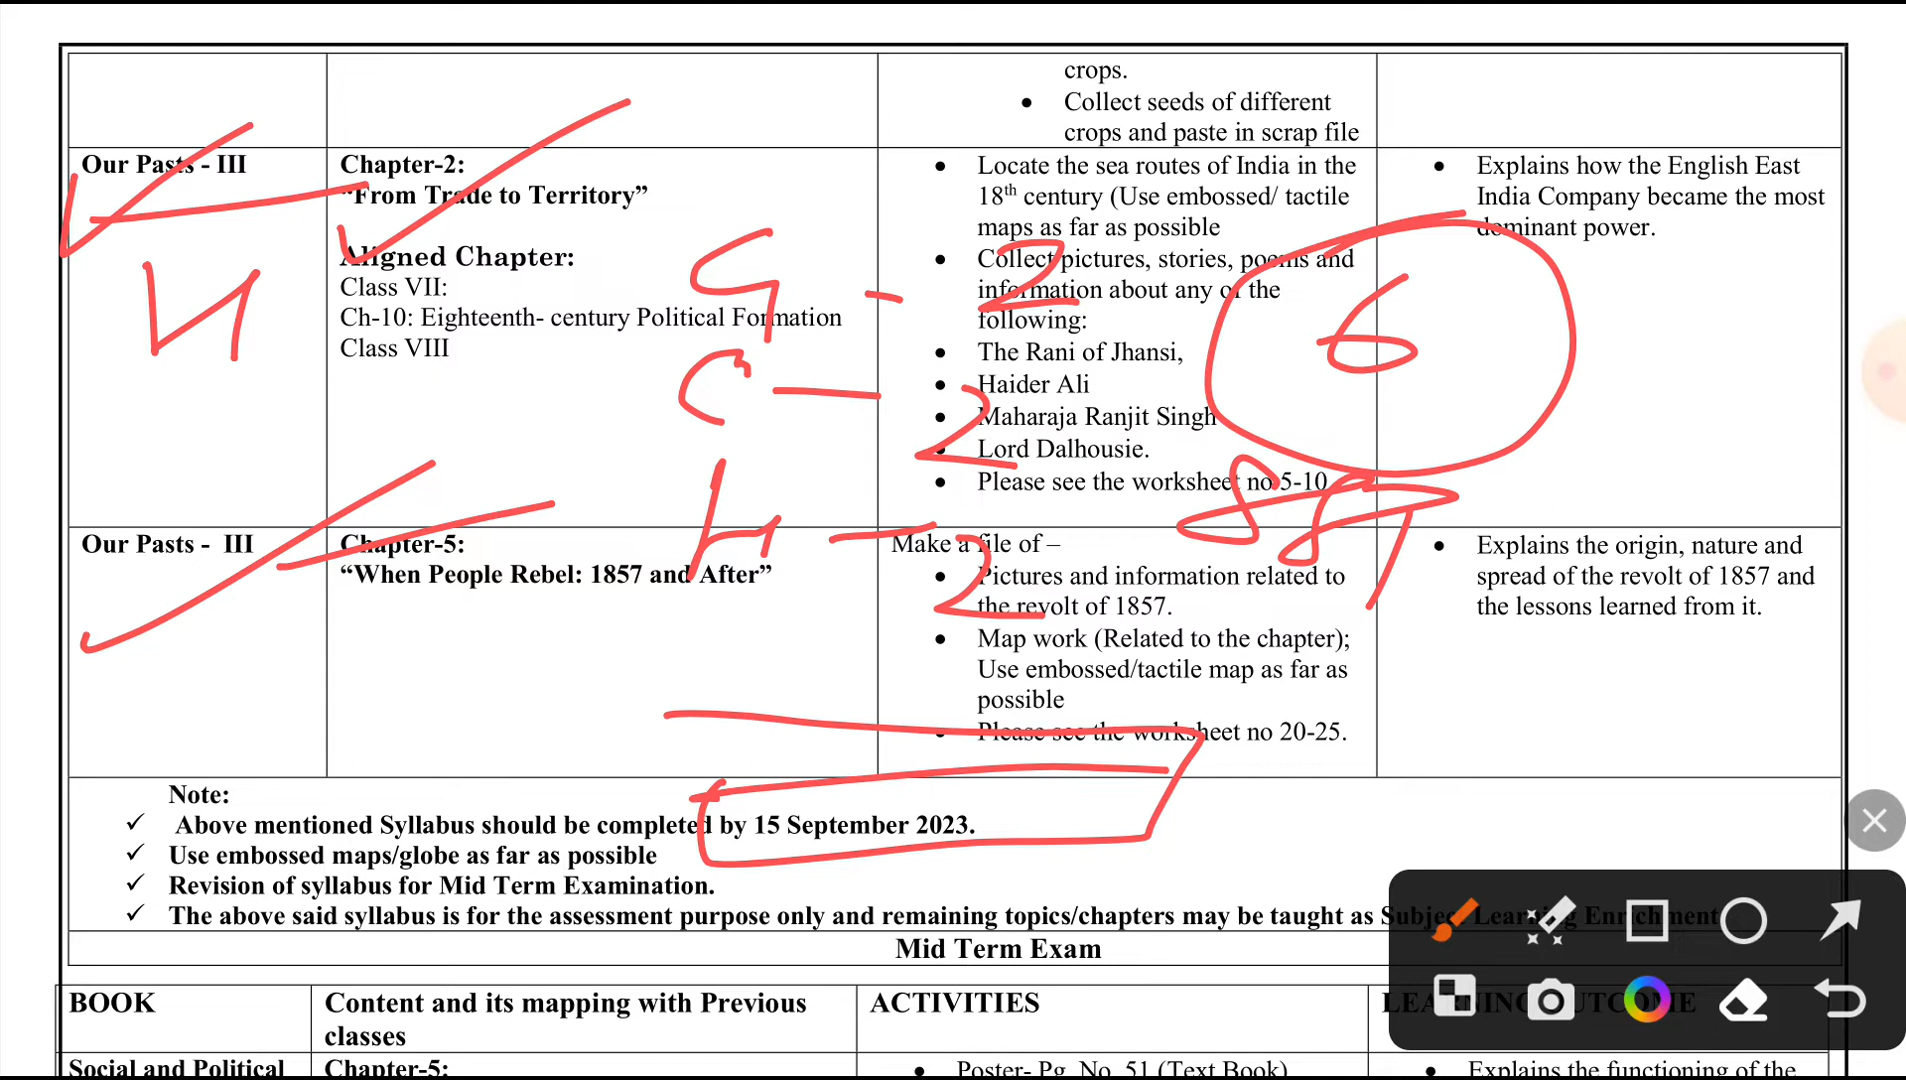 crops.
• Collect seeds of different
crops and paste in scrap file
Our Pasts - III
Chapter-2:
“From Trade to Territory”
Aligned Chapter:
Class VII:
Ch-10: Eighteenth- century Political Formation
Class VIII
• Locate the sea routes of India in the
18th century (Use embossed/ tactile
maps as far as possible
• Collect pictures, stories, poems and
information about any of the
following:
• The Rani of Jhansi,
• Haider Ali
• Maharaja Ranjit Singh
• Lord Dalhousie.
• Please see the worksheet no 5-10
• Explains how the English East
India Company became the most
dominant power.
H
G - 2
C - 2
H - 2
6
Our Pasts - III
Chapter-5:
“When People Rebel: 1857 and After”
Make a file of –
• Pictures and information related to
the revolt of 1857.
• Map work (Related to the chapter);
Use embossed/tactile map as far as
possible
• Please see the worksheet no 20-25.
• Explains the origin, nature and
spread of the revolt of 1857 and
the lessons learned from it.
Note:
✓ Above mentioned Syllabus should be completed by 15 September 2023.
✓ Use embossed maps/globe as far as possible
✓ Revision of syllabus for Mid Term Examination.
✓ The above said syllabus is for the assessment purpose only and remaining topics/chapters may be taught as Subject Learning Enrichment
Mid Term Exam
BOOK
Content and its mapping with Previous
classes
ACTIVITIES
LEARNING OUTCOME
Social and Political
Chapter-5:
• Poster- Pg. No. 51 (Text Book)
• Explains the functioning of the